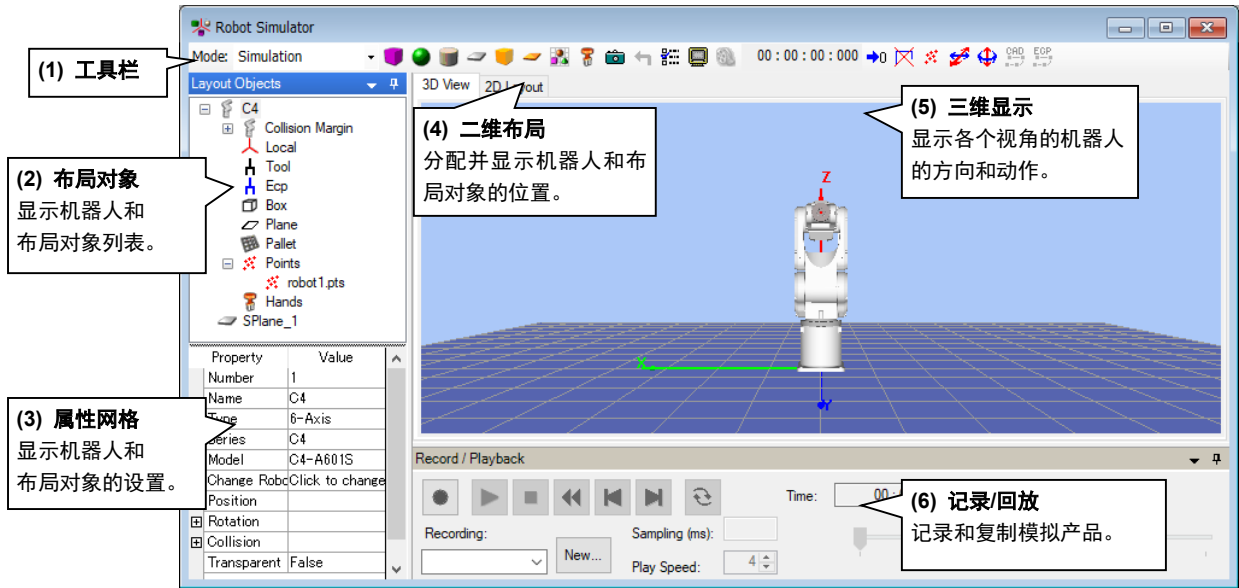 Robot Simulator
Mode: Simulation
00:00:00:000
0
CAD
EGP
(1) 工具栏
Layout Objects
3D View
2D Layout
C4
Collision Margin
Local
Tool
Ecp
Box
Plane
Pallet
Points
robot1.pts
Hands
SPlane_1
(2) 布局对象
显示机器人和
布局对象列表。
(4) 二维布局
分配并显示机器人和布
局对象的位置。
(5) 三维显示
显示各个视角的机器人
的方向和动作。
Z
X
Y
Property Value
Number 1
Name C4
Type 6-Axis
Series C4
Model C4-A601S
Change Robo Click to change
Position
Rotation
Collision
Transparent False
(3) 属性网格
显示机器人和
布局对象的设置。
Record / Playback
Time: 00:
Recording:
New...
Sampling (ms):
Play Speed: 4
(6) 记录/回放
记录和复制模拟产品。